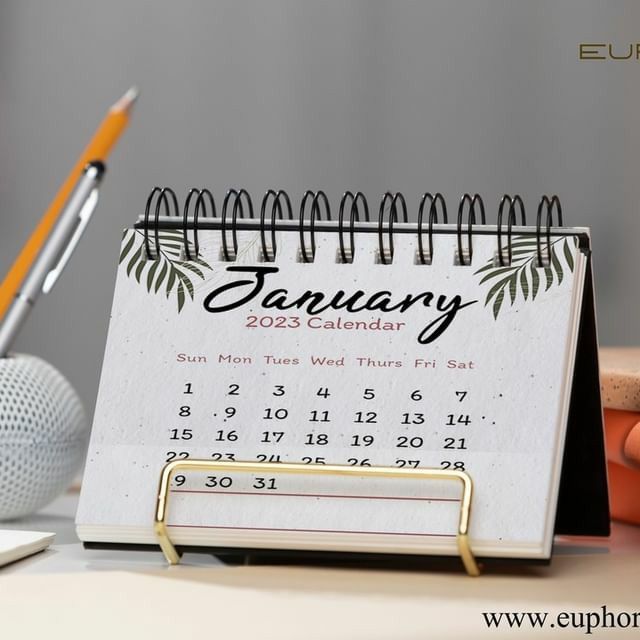 EUP
January
2023 Calendar
Sun Mon Tues Wed Thurs Fri Sat
1 2 3 4 5 6 7
8 9 10 11 12 13 14
15 16 17 18 19 20 21
22 23 24 25 26 27 28
9 30 31
www.euphor